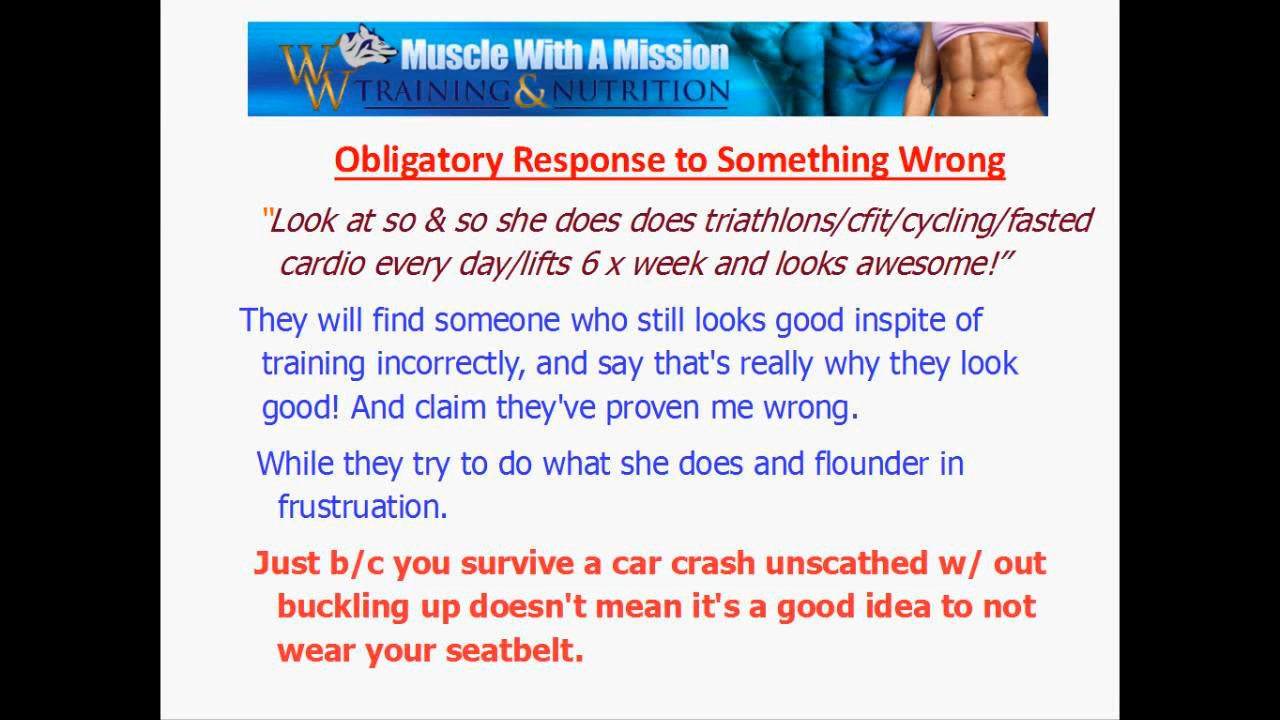 WW Muscle With A Mission
TRAINING & NUTRITION
Obligatory Response to Something Wrong
"Look at so & so she does does triathlons/cfit/cycling/fasted
cardio every day/lifts 6 x week and looks awesome!”
They will find someone who still looks good inspite of
training incorrectly, and say that's really why they look
good! And claim they've proven me wrong.
While they try to do what she does and flounder in
frustruation.
Just b/c you survive a car crash unscathed w/ out
buckling up doesn't mean it's a good idea to not
wear your seatbelt.